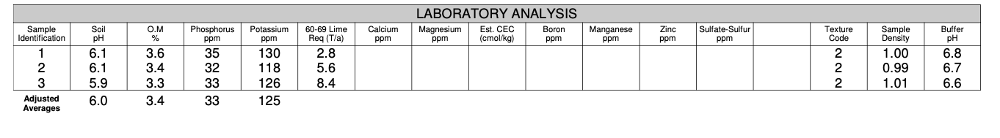 LABORATORY ANALYSIS
Sample Identification Soil pH O.M % Phosphorus ppm Potassium ppm 60-69 Lime Req (T/a) Calcium ppm Magnesium ppm Est. CEC (cmol/kg) Boron ppm Manganese ppm Zinc ppm Sulfate-Sulfur ppm Texture Code Sample Density Buffer pH
1 6.1 3.6 35 130 2.8 2 1.00 6.8
2 6.1 3.4 32 118 5.6 2 0.99 6.7
3 5.9 3.3 33 126 8.4 2 1.01 6.6
Adjusted Averages 6.0 3.4 33 125